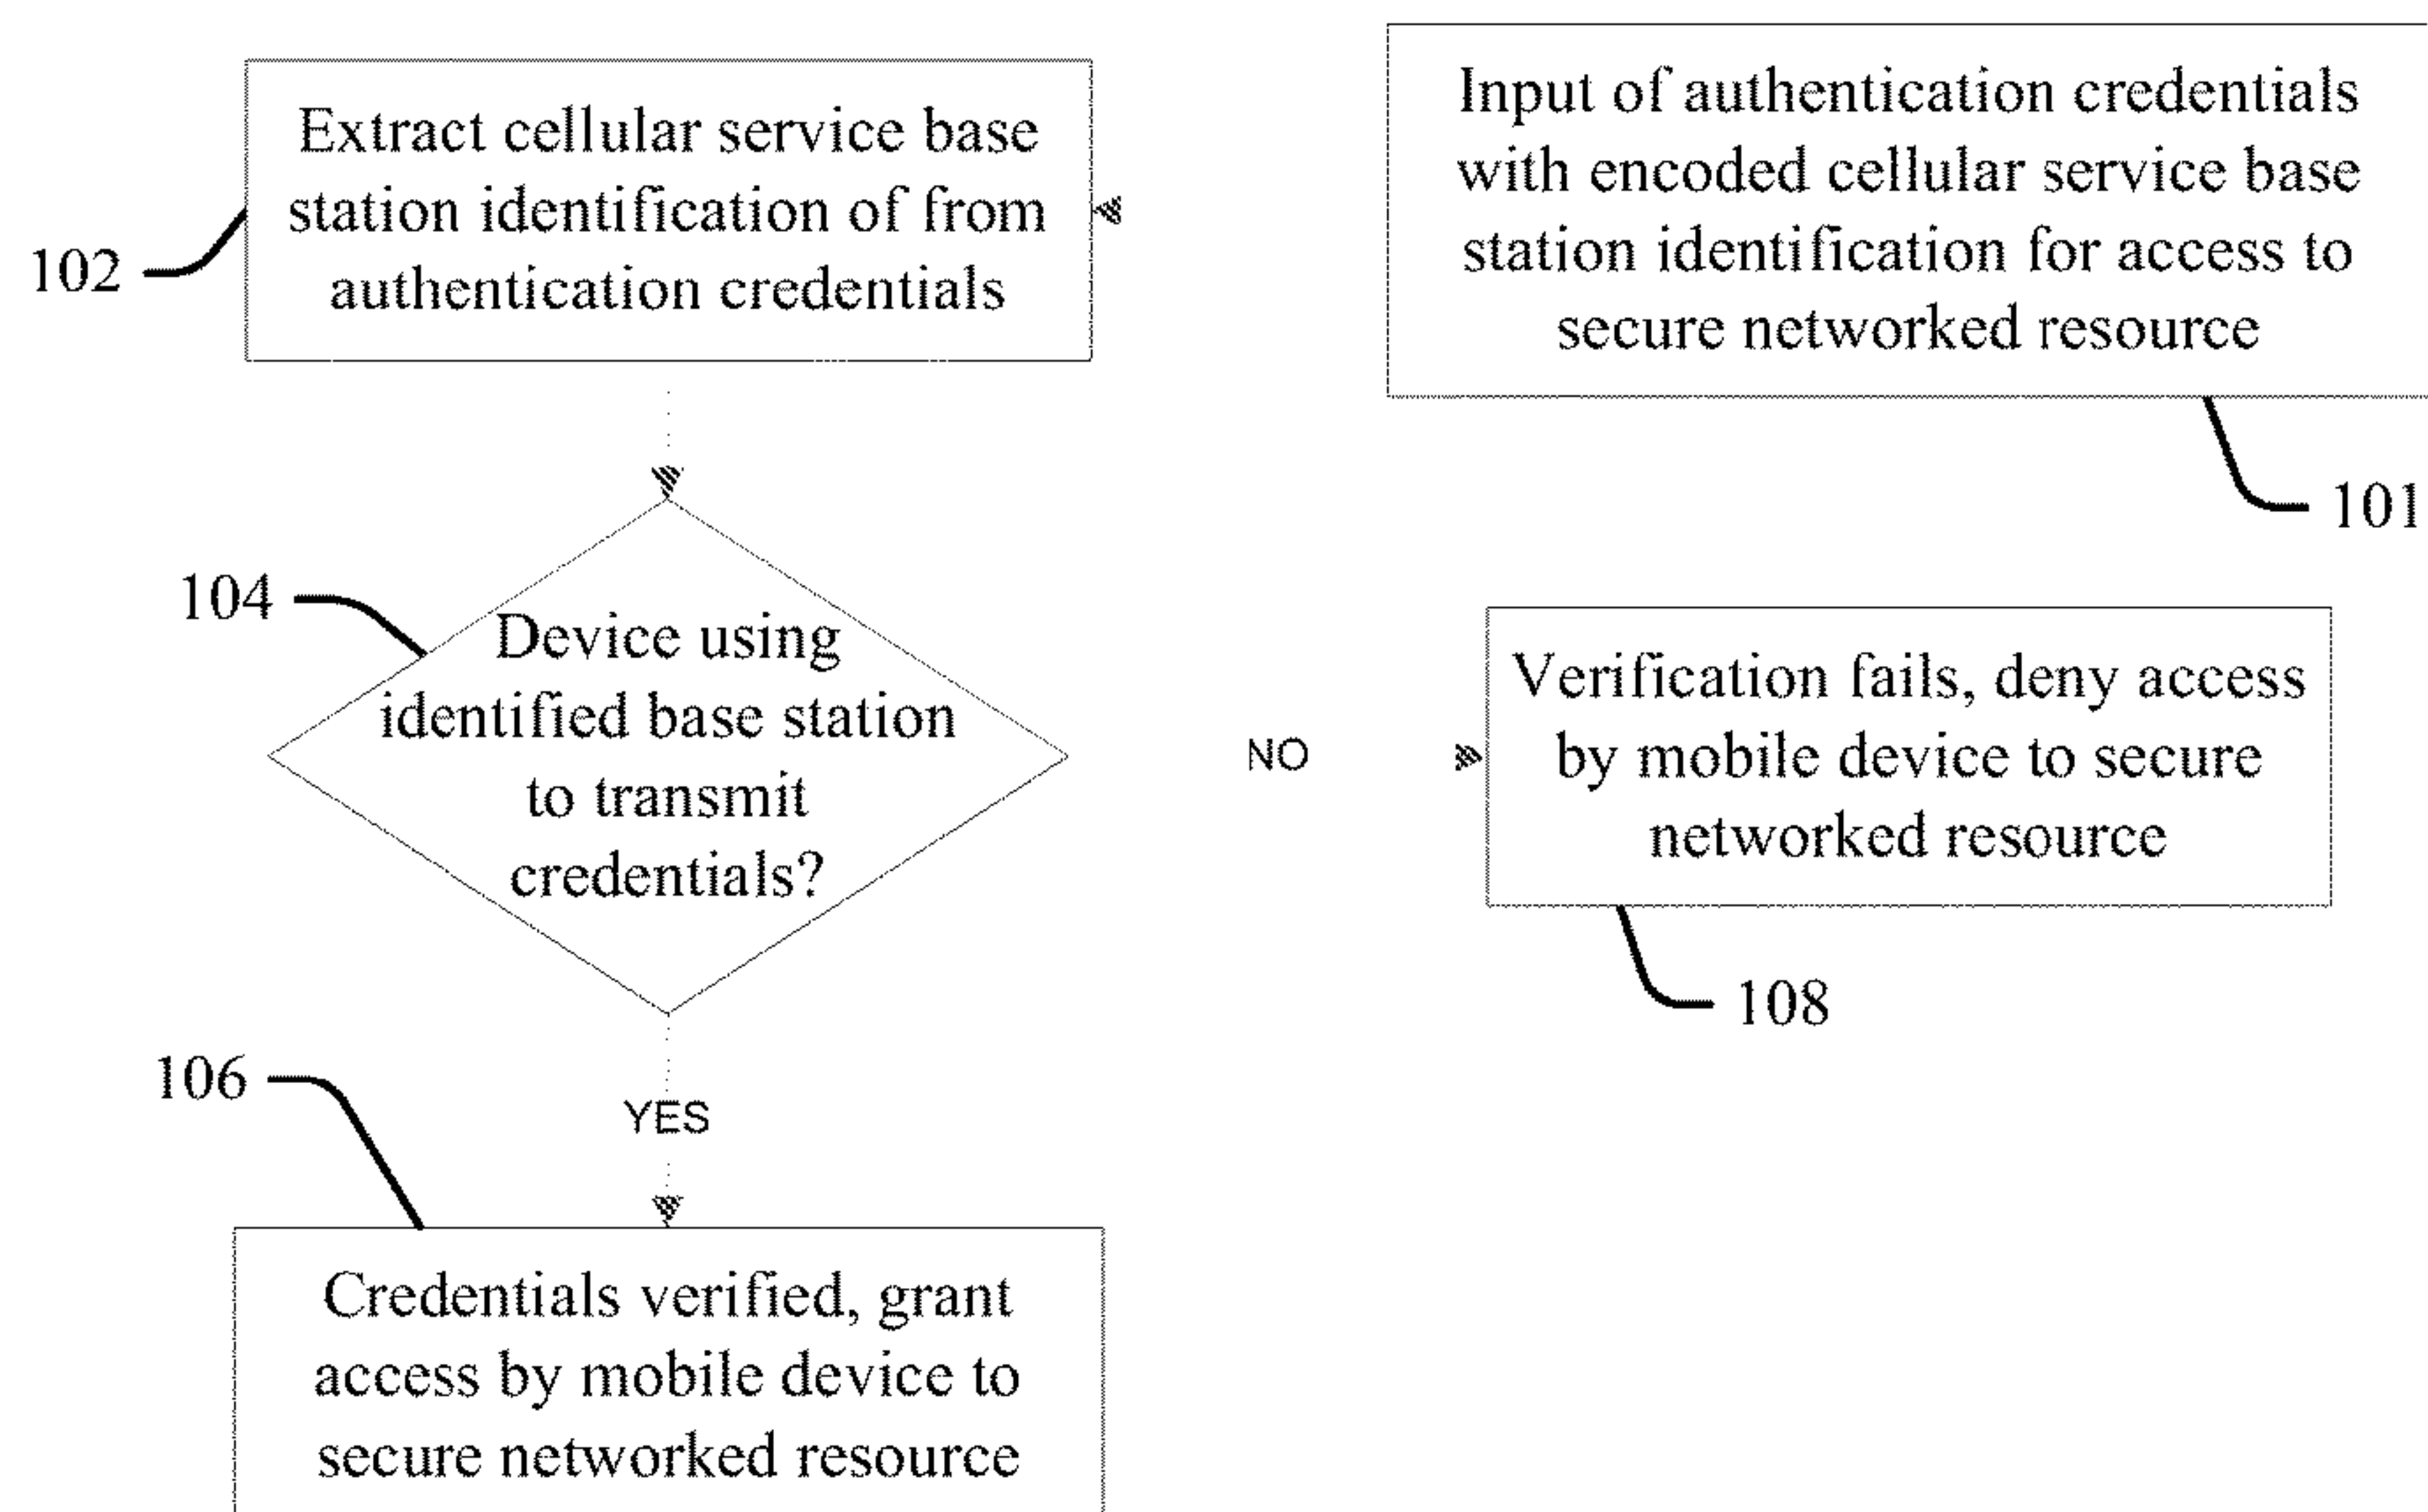 Extract cellular service base
station identification of from
authentication credentials
102
Input of authentication credentials
with encoded cellular service base
station identification for access to
secure networked resource
101
104
Device using
identified base station
to transmit
credentials?
NO
Verification fails, deny access
by mobile device to secure
networked resource
108
106
YES
Credentials verified, grant
access by mobile device to
secure networked resource